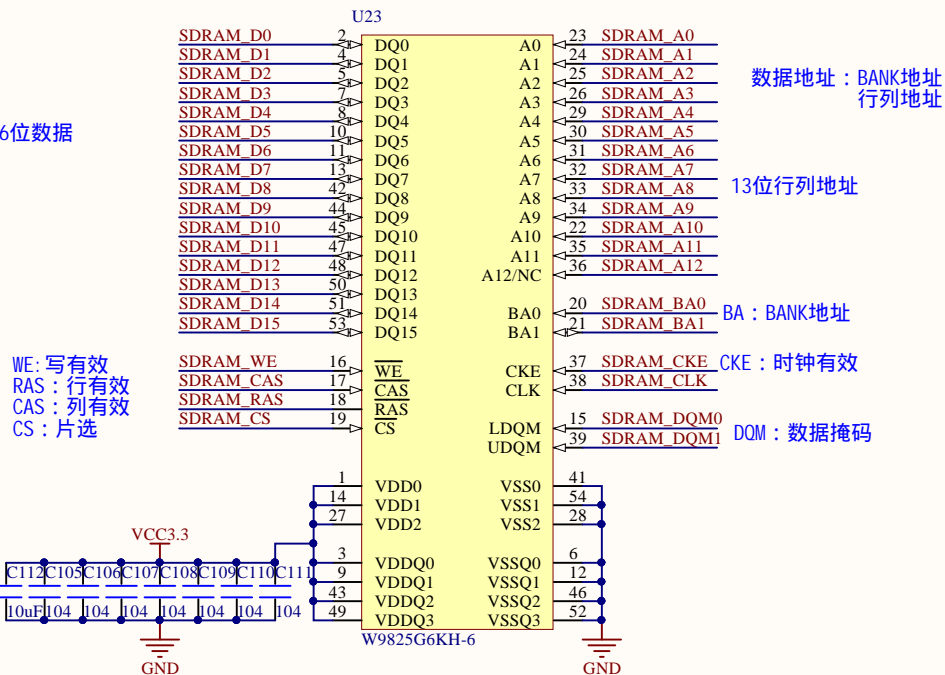 U23
SDRAM_D0 2 DQ0 A0 23 SDRAM_A0
SDRAM_D1 4 DQ1 A1 24 SDRAM_A1
SDRAM_D2 5 DQ2 A2 25 SDRAM_A2
SDRAM_D3 7 DQ3 A3 26 SDRAM_A3
SDRAM_D4 8 DQ4 A4 29 SDRAM_A4
SDRAM_D5 10 DQ5 A5 30 SDRAM_A5
SDRAM_D6 11 DQ6 A6 31 SDRAM_A6
SDRAM_D7 13 DQ7 A7 32 SDRAM_A7
SDRAM_D8 42 DQ8 A8 33 SDRAM_A8
SDRAM_D9 44 DQ9 A9 34 SDRAM_A9
SDRAM_D10 45 DQ10 A10 22 SDRAM_A10
SDRAM_D11 47 DQ11 A11 35 SDRAM_A11
SDRAM_D12 48 DQ12 A12/NC 36 SDRAM_A12
SDRAM_D13 50 DQ13
SDRAM_D14 51 DQ14 BA0 20 SDRAM_BA0
SDRAM_D15 53 DQ15 BA1 21 SDRAM_BA1
6位数据
数据地址：BANK地址
行列地址
13位行列地址
BA：BANK地址
SDRAM_WE 16 WE CKE 37 SDRAM_CKE
SDRAM_CAS 17 CAS CLK 38 SDRAM_CLK
SDRAM_RAS 18 RAS
SDRAM_CS 19 CS LDQM 15 SDRAM_DQM0
UDQM 39 SDRAM_DQM1
WE:写有效
RAS：行有效
CAS：列有效
CS：片选
CKE：时钟有效
DQM：数据掩码
1 VDD0 VSS0 41
14 VDD1 VSS1 54
27 VDD2 VSS2 28
3 VDDQ0 VSSQ0 6
9 VDDQ1 VSSQ1 12
43 VDDQ2 VSSQ2 46
49 VDDQ3 VSSQ3 52
VCC3.3
C112 C105 C106 C107 C108 C109 C110 C111
10uF 104 104 104 104 104 104 104
W9825G6KH-6
GND
GND